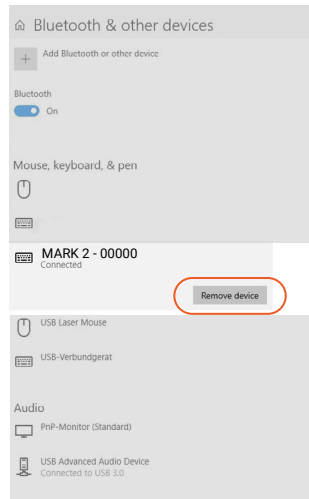 Bluetooth & other devices
Add Bluetooth or other device
Bluetooth
On
Mouse, keyboard, & pen
MARK 2 - 00000
Connected
Remove device
USB Laser Mouse
USB-Verbundgerat
Audio
PnP-Monitor (Standard)
USB Advanced Audio Device
Connected to USB 3.0